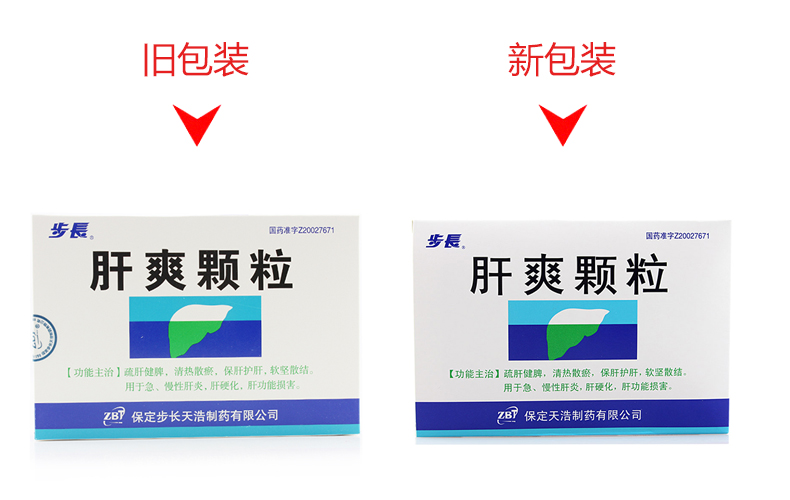 旧包装
新包装
步長®
国药准字Z20027671
肝爽颗粒
【功能主治】疏肝健脾，清热散瘀，保肝护肝，软坚散结。
用于急、慢性肝炎，肝硬化，肝功能损害。
ZBT 保定步长天浩制药有限公司
步長®
国药准字Z20027671
肝爽颗粒
【功能主治】疏肝健脾，清热散瘀，保肝护肝，软坚散结。
用于急、慢性肝炎，肝硬化，肝功能损害。
ZBT 保定天浩制药有限公司